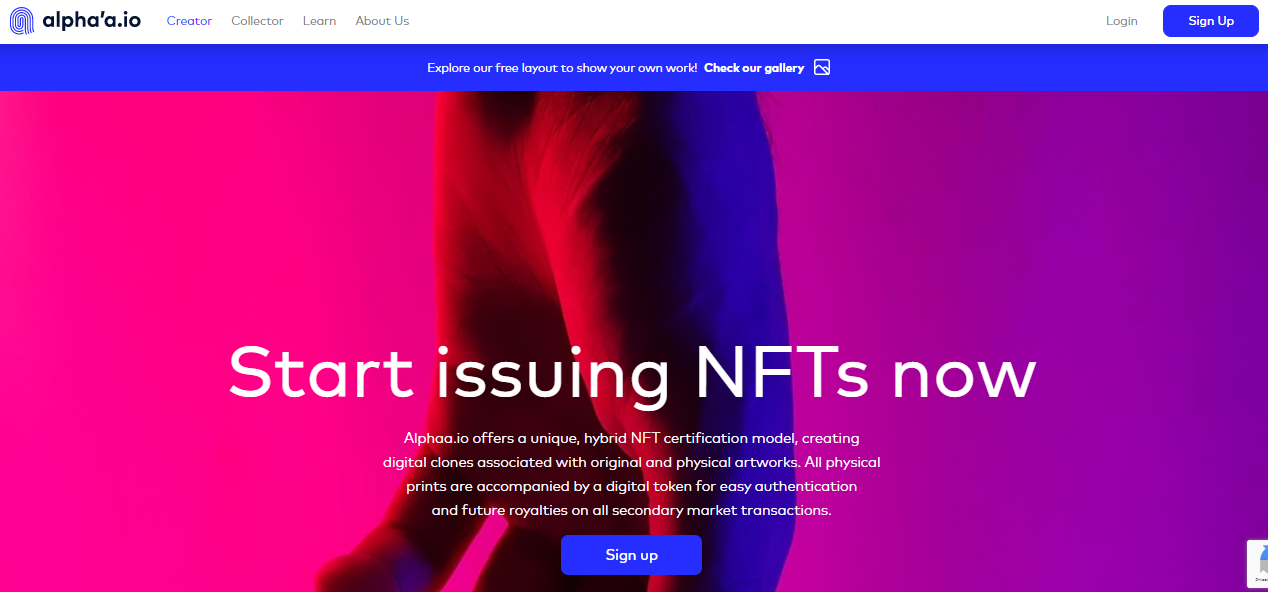 alpha'a.io Creator Collector Learn About Us Login Sign Up
Explore our free layout to show your own work! Check our gallery
Start issuing NFTs now
Alphaa.io offers a unique, hybrid NFT certification model, creating
digital clones associated with original and physical artworks. All physical
prints are accompanied by a digital token for easy authentication
and future royalties on all secondary market transactions.
Sign up